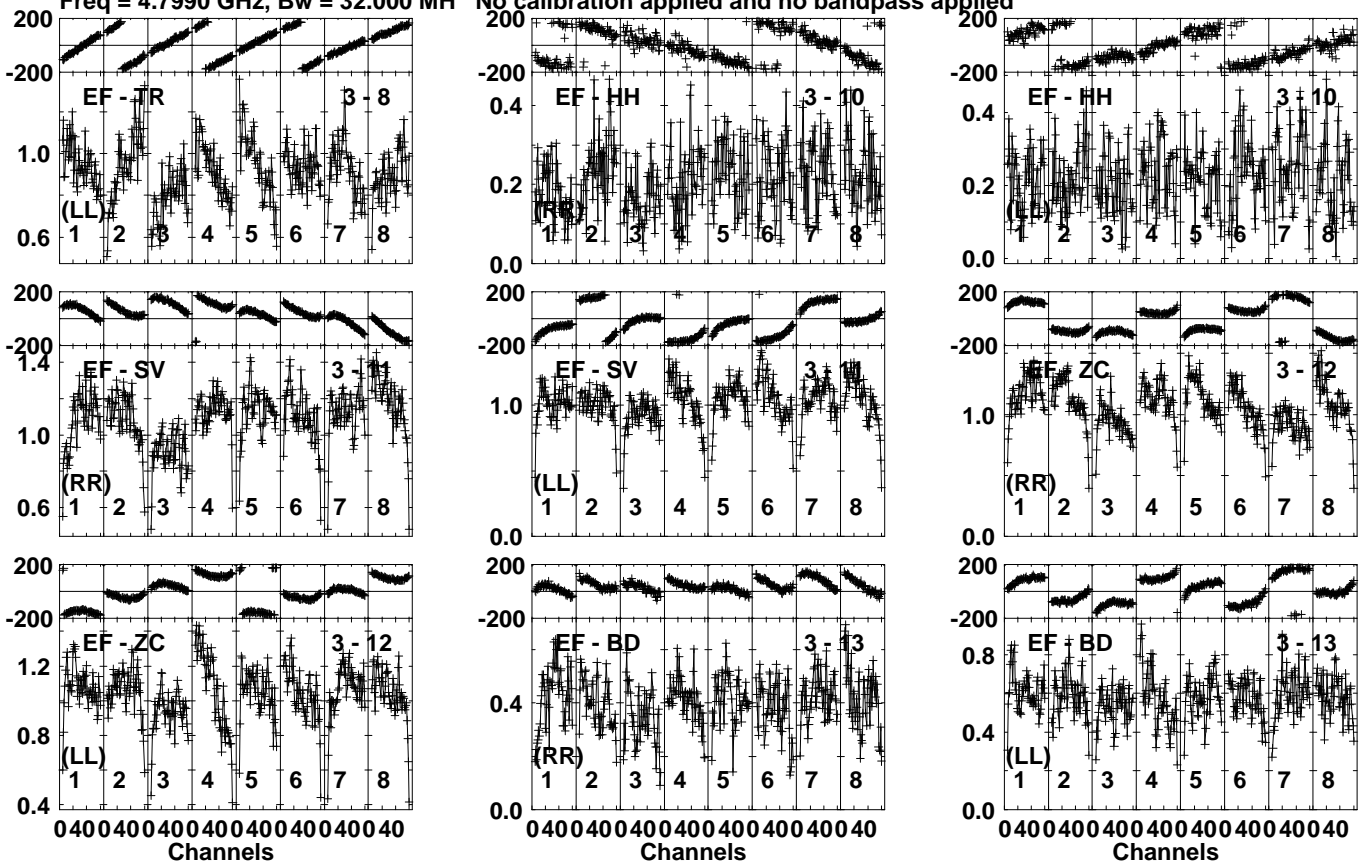 Freq = 4.7990 GHz, Bw = 32.000 MH No calibration applied and no bandpass applied
200
-200
EF - TR 3 - 8
1.0
0.6
(LL)
1 2 3 4 5 6 7 8
200
-200
EF - HH 3 - 10
0.4
0.2
0.0
(RR)
1 2 3 4 5 6 7 8
200
-200
EF - HH 3 - 10
0.4
0.2
0.0
(LL)
1 2 3 4 5 6 7 8
200
-200
EF - SV 3 - 11
1.4
1.0
0.6
(RR)
1 2 3 4 5 6 7 8
200
-200
EF - SV 3 - 11
1.0
0.0
(LL)
1 2 3 4 5 6 7 8
200
-200
EF - ZC 3 - 12
1.0
0.0
(RR)
1 2 3 4 5 6 7 8
200
-200
EF - ZC 3 - 12
1.2
0.8
0.4
(LL)
1 2 3 4 5 6 7 8
0 40 0 40 0 40 0 40 0 40 0 40 0 40 0 40
Channels
200
-200
EF - BD 3 - 13
0.4
0.0
(RR)
1 2 3 4 5 6 7 8
0 40 0 40 0 40 0 40 0 40 0 40 0 40 0 40
Channels
200
-200
EF - BD 3 - 13
0.8
0.4
0.0
(LL)
1 2 3 4 5 6 7 8
0 40 0 40 0 40 0 40 0 40 0 40 0 40 0 40
Channels